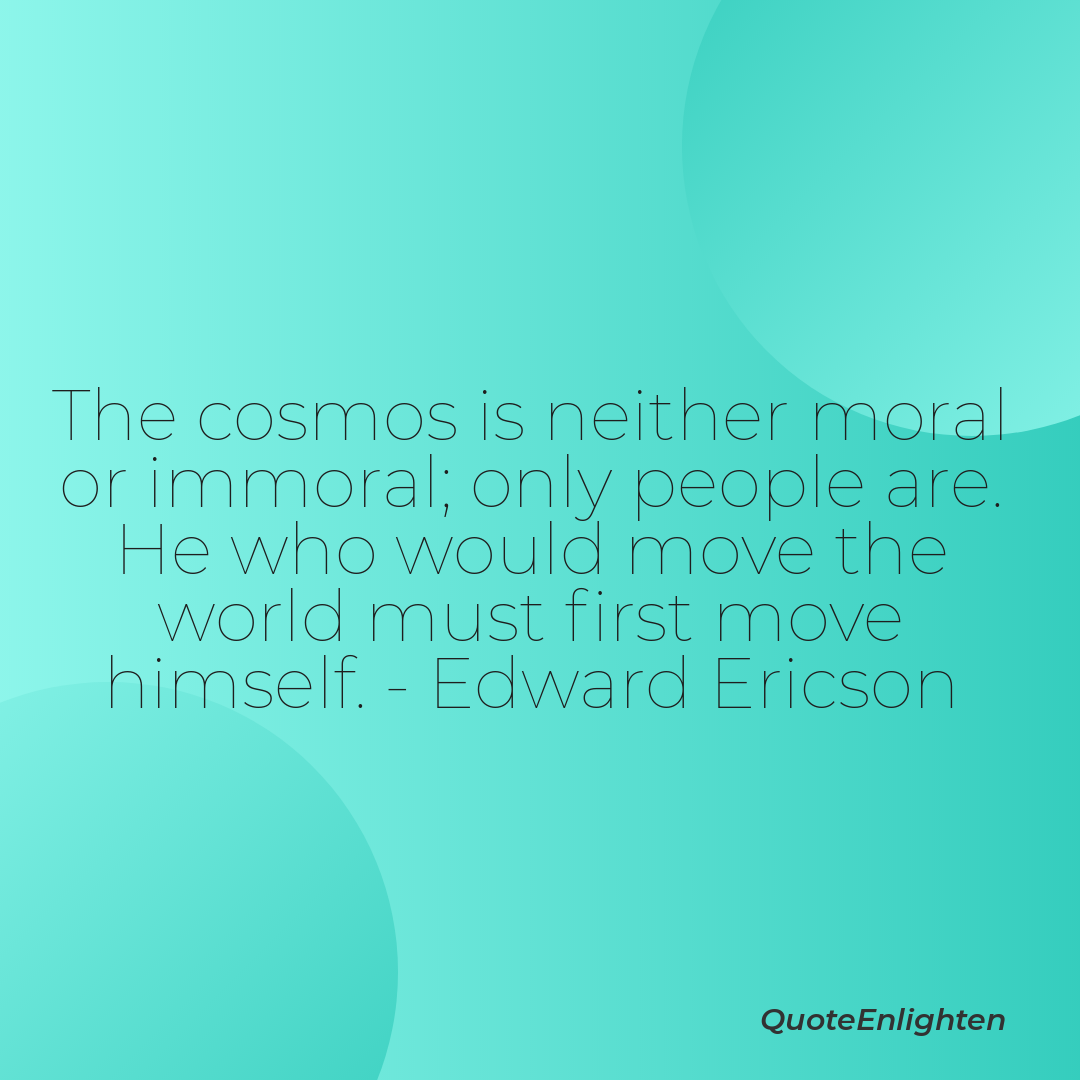 The cosmos is neither moral
or immoral; only people are.
He who would move the
world must first move
himself. - Edward Ericson
QuoteEnlighten